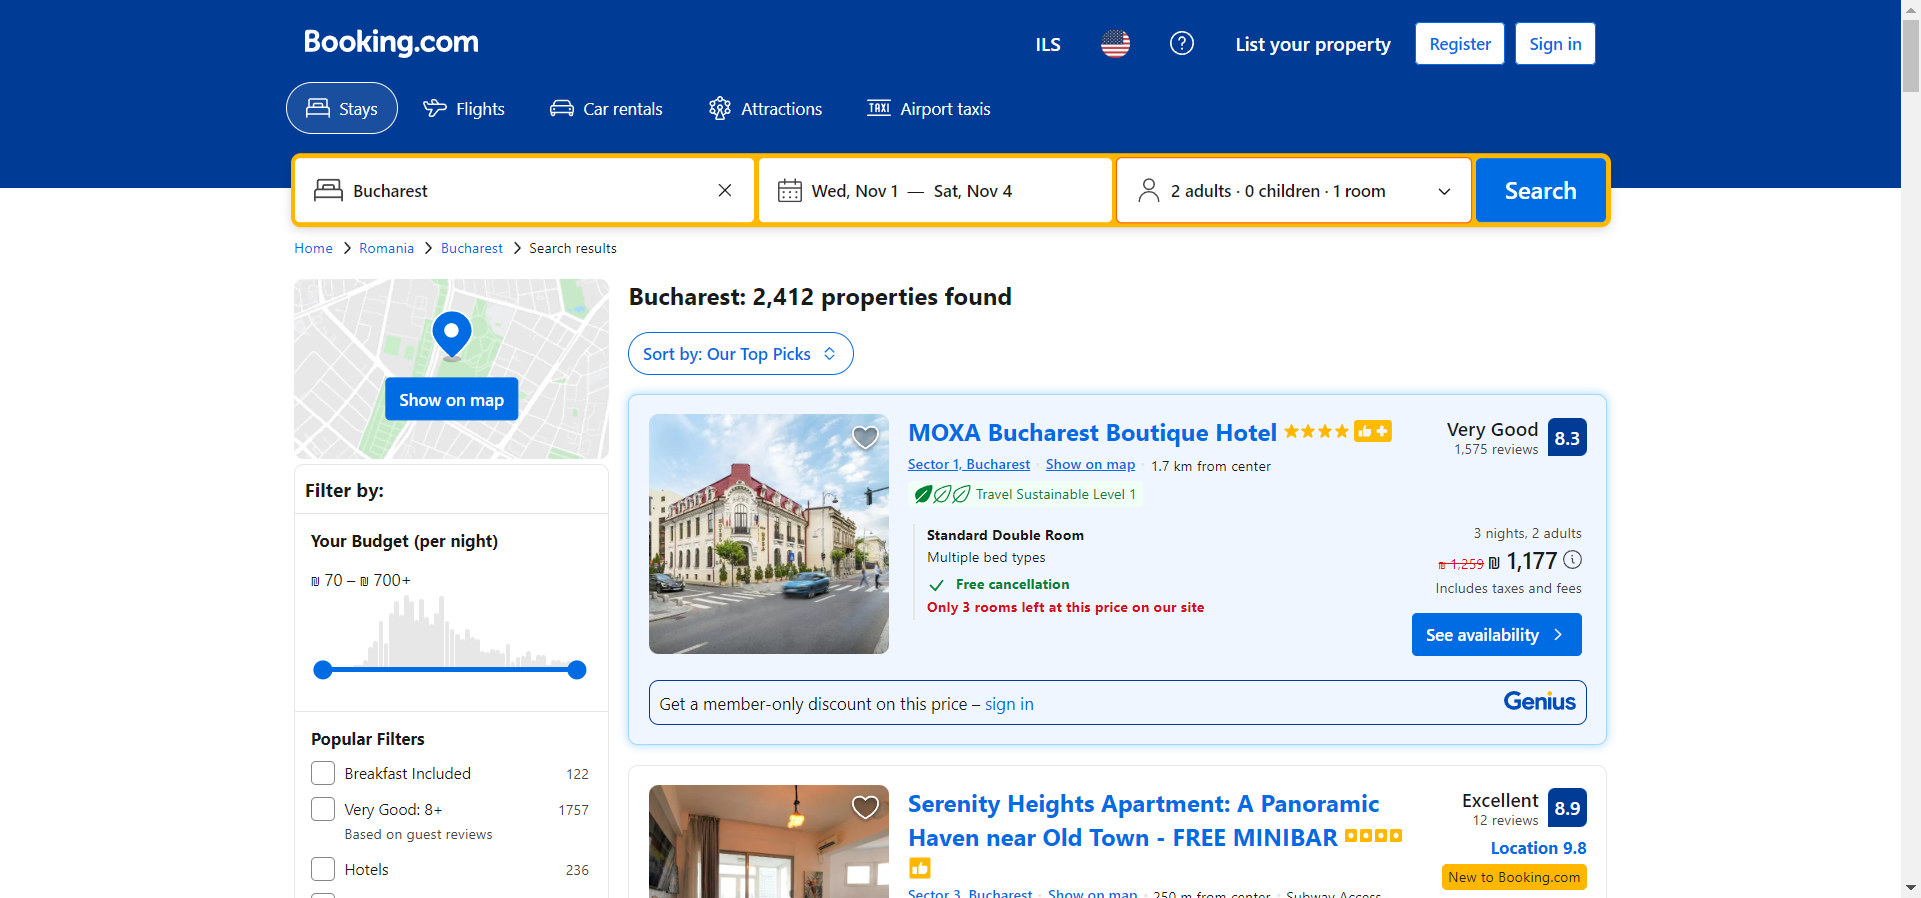 Booking.com
ILS
List your property
Register
Sign in
Stays
Flights
Car rentals
Attractions
TAXI Airport taxis
Bucharest
Wed, Nov 1 — Sat, Nov 4
2 adults · 0 children · 1 room
Search
Home > Romania > Bucharest > Search results
Show on map
Filter by:
Your Budget (per night)
₪ 70 – ₪ 700+
Popular Filters
Breakfast Included 122
Very Good: 8+ 1757
Based on guest reviews
Hotels 236
Bucharest: 2,412 properties found
Sort by: Our Top Picks
MOXA Bucharest Boutique Hotel
Sector 1, Bucharest · Show on map · 1.7 km from center
Travel Sustainable Level 1
Very Good 8.3
1,575 reviews
Standard Double Room
Multiple bed types
Free cancellation
Only 3 rooms left at this price on our site
3 nights, 2 adults
₪ 1,259 ₪ 1,177
Includes taxes and fees
See availability
Get a member-only discount on this price – sign in
Genius
Serenity Heights Apartment: A Panoramic
Haven near Old Town - FREE MINIBAR
Sector 3, Bucharest · Show on map · 250 m from center · Subway Access
Excellent 8.9
12 reviews
Location 9.8
New to Booking.com